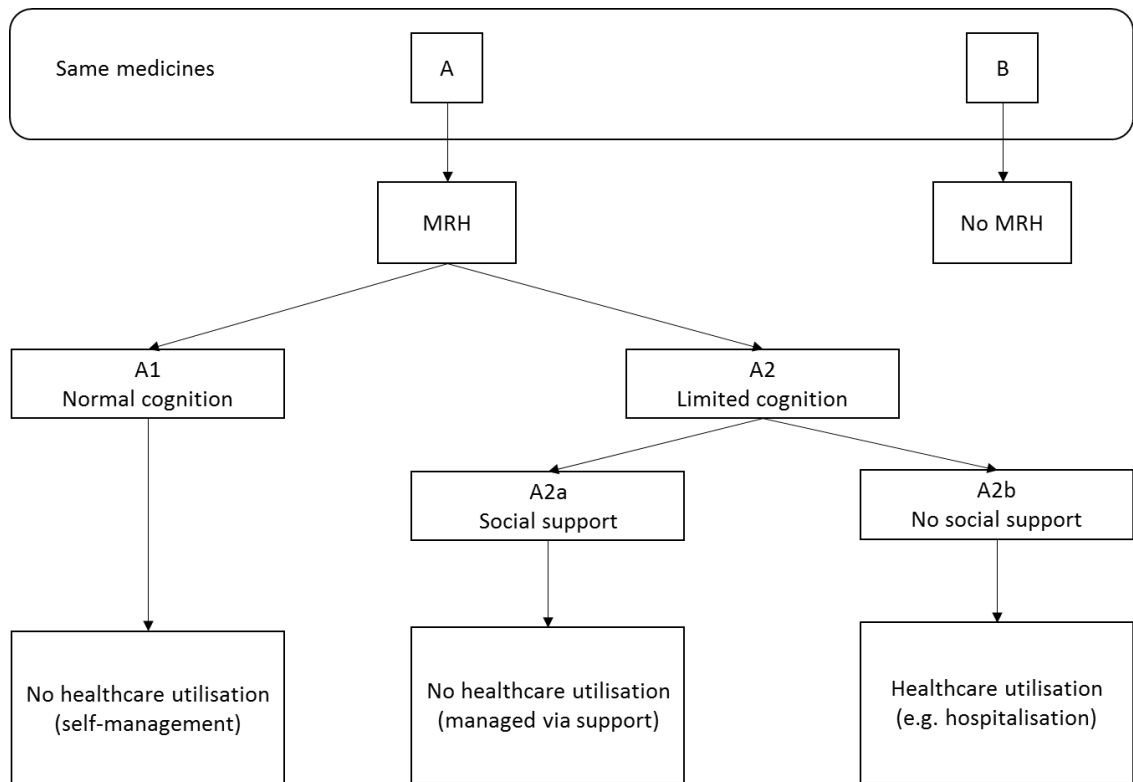 Same medicines
A
B
MRH
No MRH
A1
Normal cognition
A2
Limited cognition
A2a
Social support
A2b
No social support
No healthcare utilisation
(self-management)
No healthcare utilisation
(managed via support)
Healthcare utilisation
(e.g. hospitalisation)